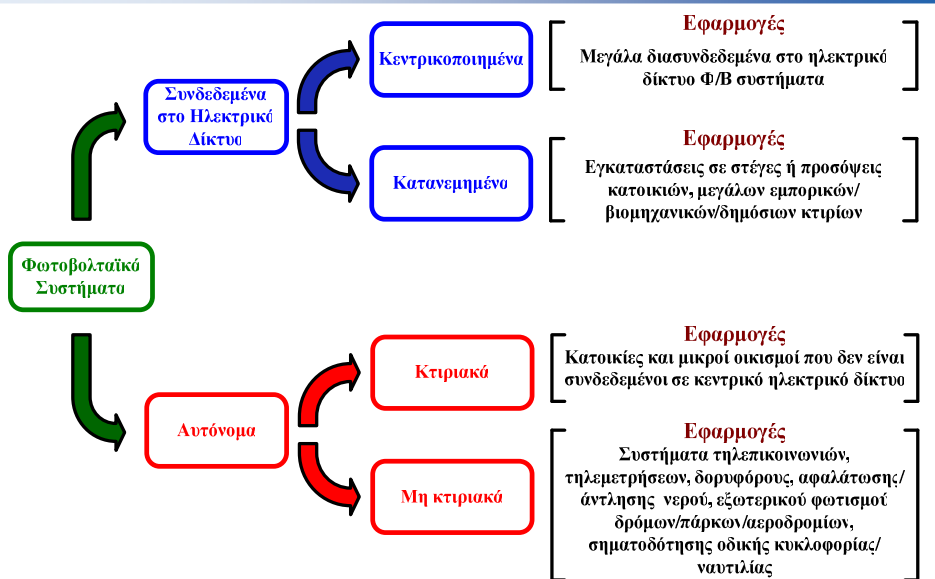 Φωτοβολταϊκά
Συστήματα
Συνδεδεμένα
στο Ηλεκτρικό
Δίκτυο
Κεντρικοποιημένα
Εφαρμογές
Μεγάλα διασυνδεδεμένα στο ηλεκτρικό
δίκτυο Φ/Β συστήματα
Κατανεμημένα
Εφαρμογές
Εγκαταστάσεις σε στέγες ή προσόψεις
κατοικιών, μεγάλων εμπορικών/
βιομηχανικών/δημόσιων κτιρίων
Αυτόνομα
Κτιριακά
Εφαρμογές
Κατοικίες και μικροί οικισμοί που δεν είναι
συνδεδεμένοι σε κεντρικό ηλεκτρικό δίκτυο
Μη κτιριακά
Εφαρμογές
Συστήματα τηλεπικοινωνιών,
τηλεμετρήσεων, δορυφόρους, αφαλάτωσης/
άντλησης νερού, εξωτερικού φωτισμού
δρόμων/πάρκων/αεροδρομίων,
σηματοδότησης οδικής κυκλοφορίας/
ναυτιλίας